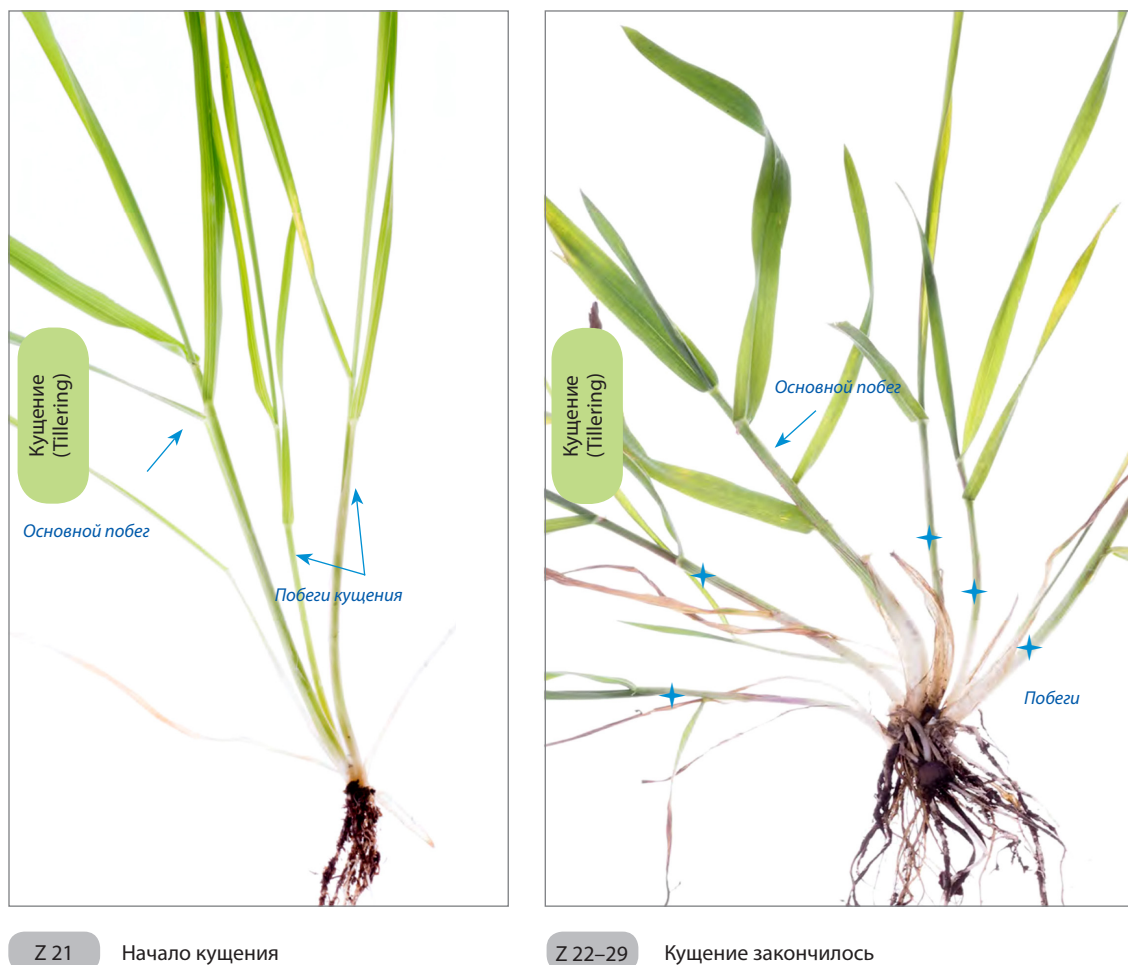 Кущение
(Tillering)
Основной побег
Побеги кущения
Z 21 Начало кущения
Кущение
(Tillering)
Основной побег
Побеги
Z 22–29 Кущение закончилось